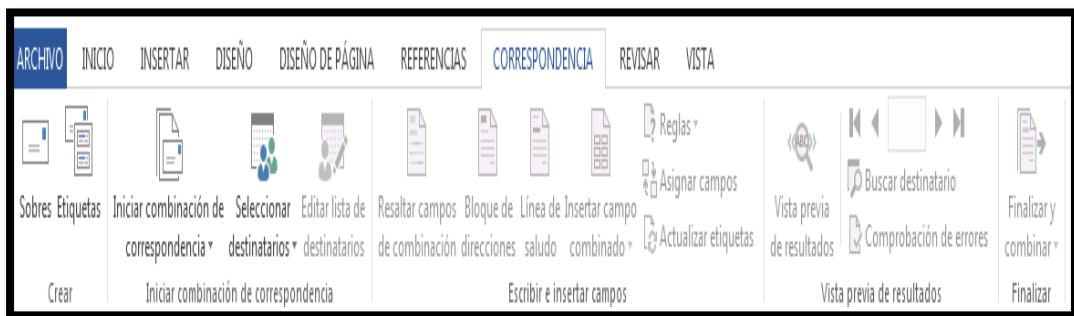 ARCHIVO INICIO INSERTAR DISEÑO DISEÑO DE PÁGINA REFERENCIAS CORRESPONDENCIA REVISAR VISTA
Sobres
Etiquetas
Iniciar combinación de
correspondencia
Seleccionar
destinatarios
Editar lista de
destinatarios
Resaltar campos
de combinación
Bloque de
direcciones
Línea de
saludo
Insertar campo
combinado
Reglas
Asignar campos
Actualizar etiquetas
ABC
Vista previa
de resultados
Buscar destinatario
Comprobación de errores
Finalizar y
combinar
Crear
Iniciar combinación de correspondencia
Escribir e insertar campos
Vista previa de resultados
Finalizar